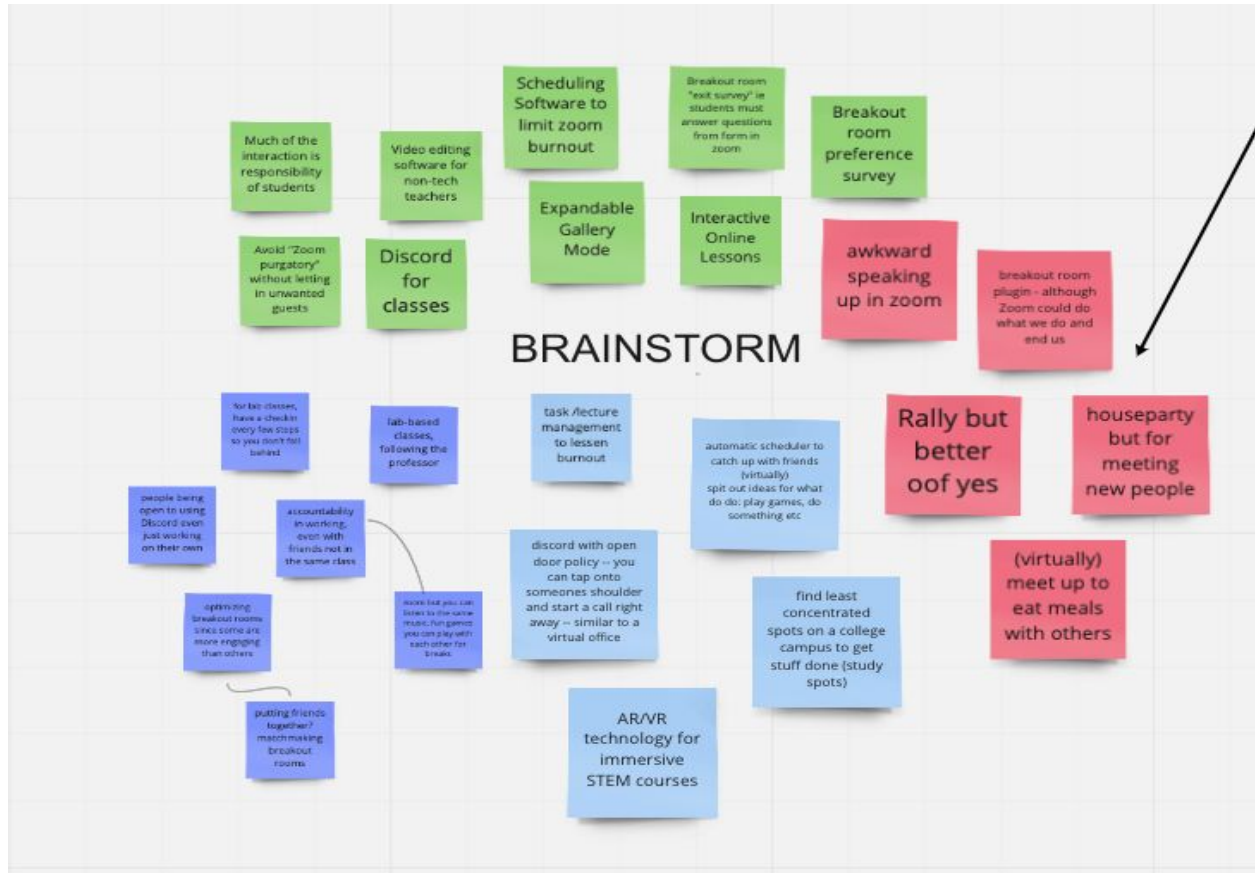 Scheduling
Software to
limit zoom
burnout
Breakout room
"exit survey" ie
students must
answer questions
from form in
zoom
Breakout
room
preference
survey
Much of the
interaction is
responsibility
of students
Video editing
software for
non-tech
teachers
Expandable
Gallery
Mode
Interactive
Online
Lessons
Avoid "Zoom
purgatory"
without letting
in unwanted
guests
Discord
for
classes
awkward
speaking
up in zoom
breakout room
plugin - although
Zoom could do
what we do and
end us
BRAINSTORM
for lab classes,
have a checkin
every few steps
so you don't fall
behind
lab-based
classes,
following the
professor
task /lecture
management
to lessen
burnout
automatic scheduler to
catch up with friends
(virtually)
spit out ideas for what
do do: play games, do
something etc
Rally but
better
oof yes
houseparty
but for
meeting
new people
people being
open to using
Discord even
just working
on their own
accountability
in working,
even with
friends not in
the same class
discord with open
door policy -- you
can tap onto
someones shoulder
and start a call right
away -- similar to a
virtual office
find least
concentrated
spots on a college
campus to get
stuff done (study
spots)
(virtually)
meet up to
eat meals
with others
optimizing
breakout rooms
since some are
more engaging
than others
zoom but you can
listen to the same
music, fun games
you can play with
each other for
breaks
putting friends
together?
matchmaking
breakout
rooms
AR/VR
technology for
immersive
STEM courses